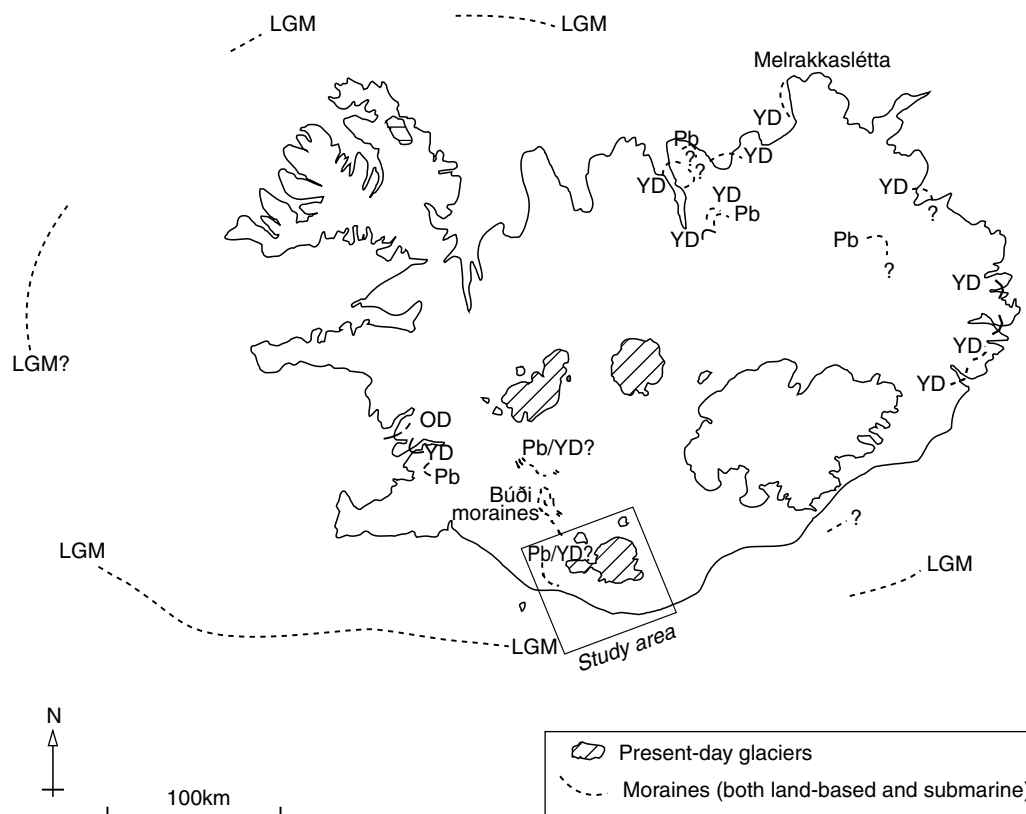 LGM
LGM
Melrakkaslétta
YD
Pb
?
?
YD
YD
YD
YD
Pb
YD
YD
?
Pb
?
YD
LGM?
YD
YD
OD
YD
Pb
Pb/YD?
Búði
moraines
?
LGM
Pb/YD?
LGM
LGM
Study area
N
100km
Present-day glaciers
Moraines (both land-based and submarine)